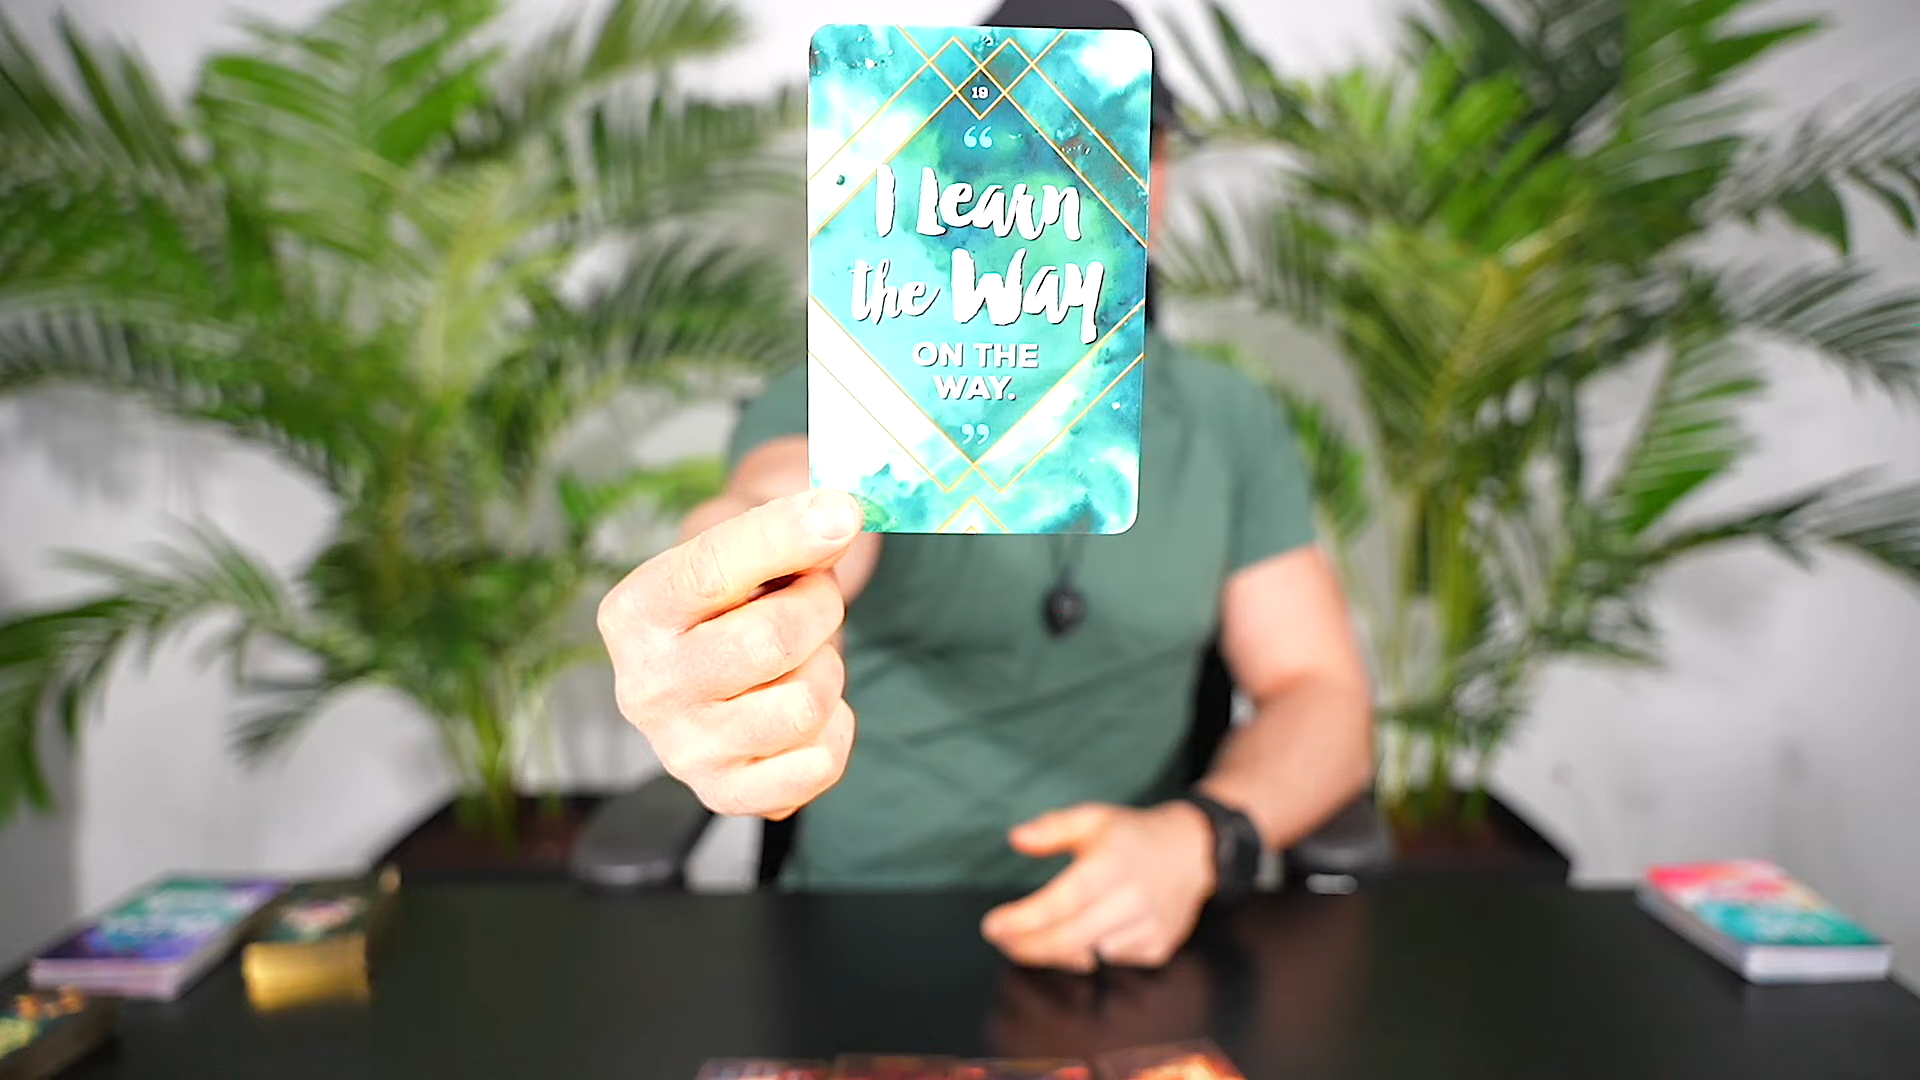 19
“
I Learn
the Way
ON THE
WAY.
”